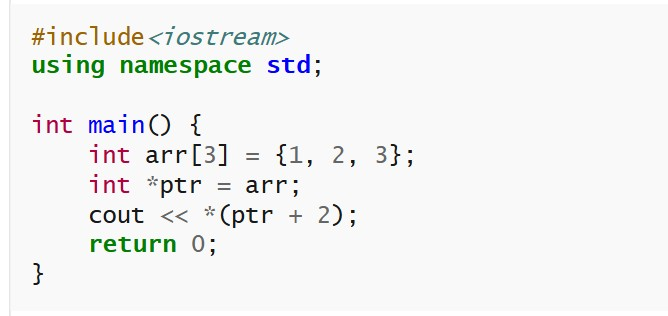 #include<iostream>
using namespace std;

int main() {
    int arr[3] = {1, 2, 3};
    int *ptr = arr;
    cout << *(ptr + 2);
    return 0;
}